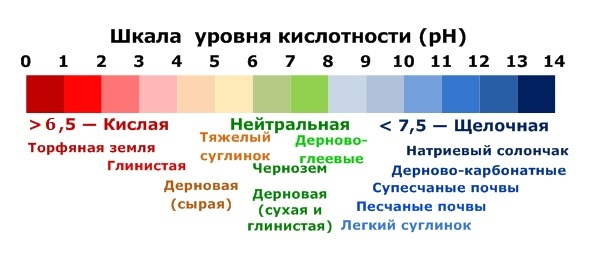 Шкала уровня кислотности (pH)
0 1 2 3 4 5 6 7 8 9 10 11 12 13 14
>6,5 — Кислая
Нейтральная
< 7,5 — Щелочная
Торфяная земля
Глинистая
Тяжелый
суглинок
Дерновая
(сырая)
Дерново-
глеевые
Чернозем
Дерновая
(сухая и
глинистая)
Натриевый солончак
Дерново-карбонатные
Супесчаные почвы
Песчаные почвы
Легкий суглинок